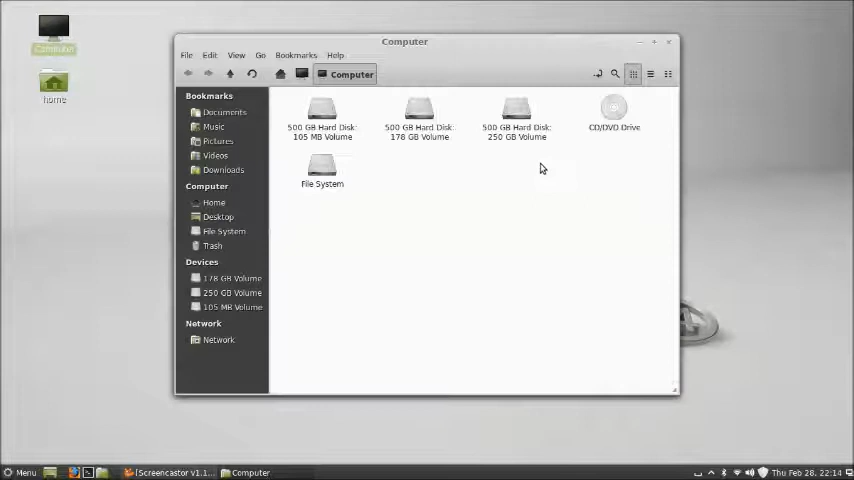 Computer
home
Computer
File Edit View Go Bookmarks Help
Computer
Bookmarks
Documents
Music
Pictures
Videos
Downloads
Computer
Home
Desktop
File System
Trash
Devices
178 GB Volume
250 GB Volume
105 MB Volume
Network
Network
500 GB Hard Disk:
105 MB Volume
500 GB Hard Disk:
178 GB Volume
500 GB Hard Disk:
250 GB Volume
CD/DVD Drive
File System
Menu
[Screencastor v1.1...
Computer
Thu Feb 28, 22:14